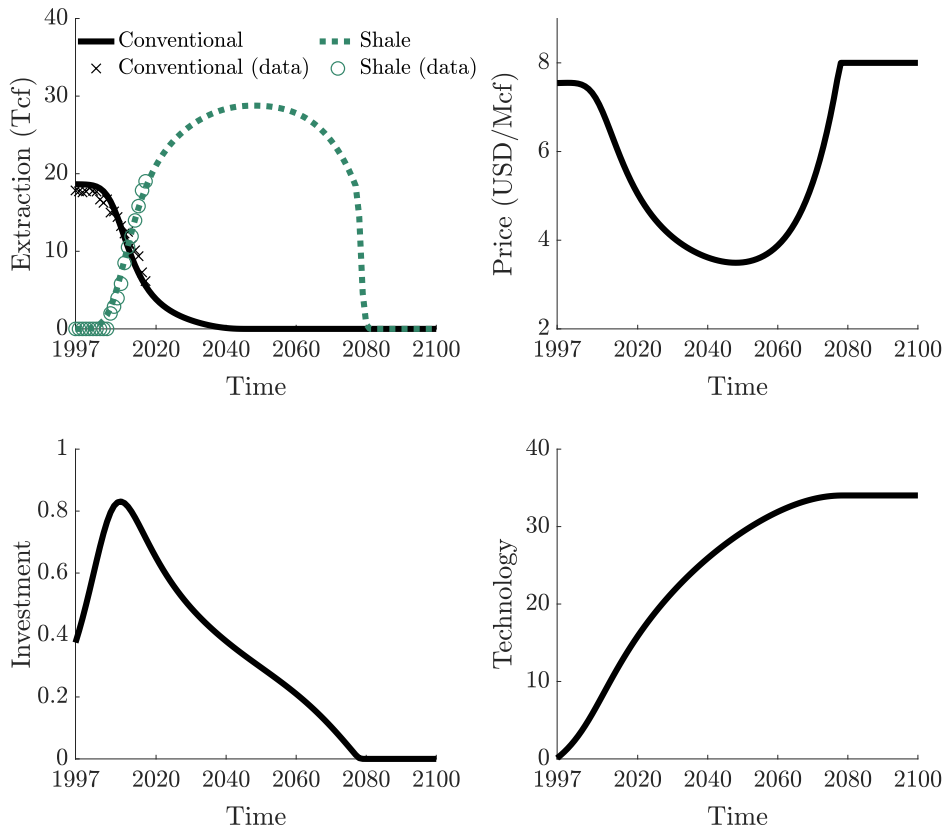 Conventional
Shale
Conventional (data)
Shale (data)
Extraction (Tcf)
40
30
20
10
0
1997 2020 2040 2060 2080 2100
Time
Price (USD/Mcf)
8
6
4
2
1997 2020 2040 2060 2080 2100
Time
Investment
1
0.8
0.6
0.4
0.2
0
1997 2020 2040 2060 2080 2100
Time
Technology
40
30
20
10
0
1997 2020 2040 2060 2080 2100
Time